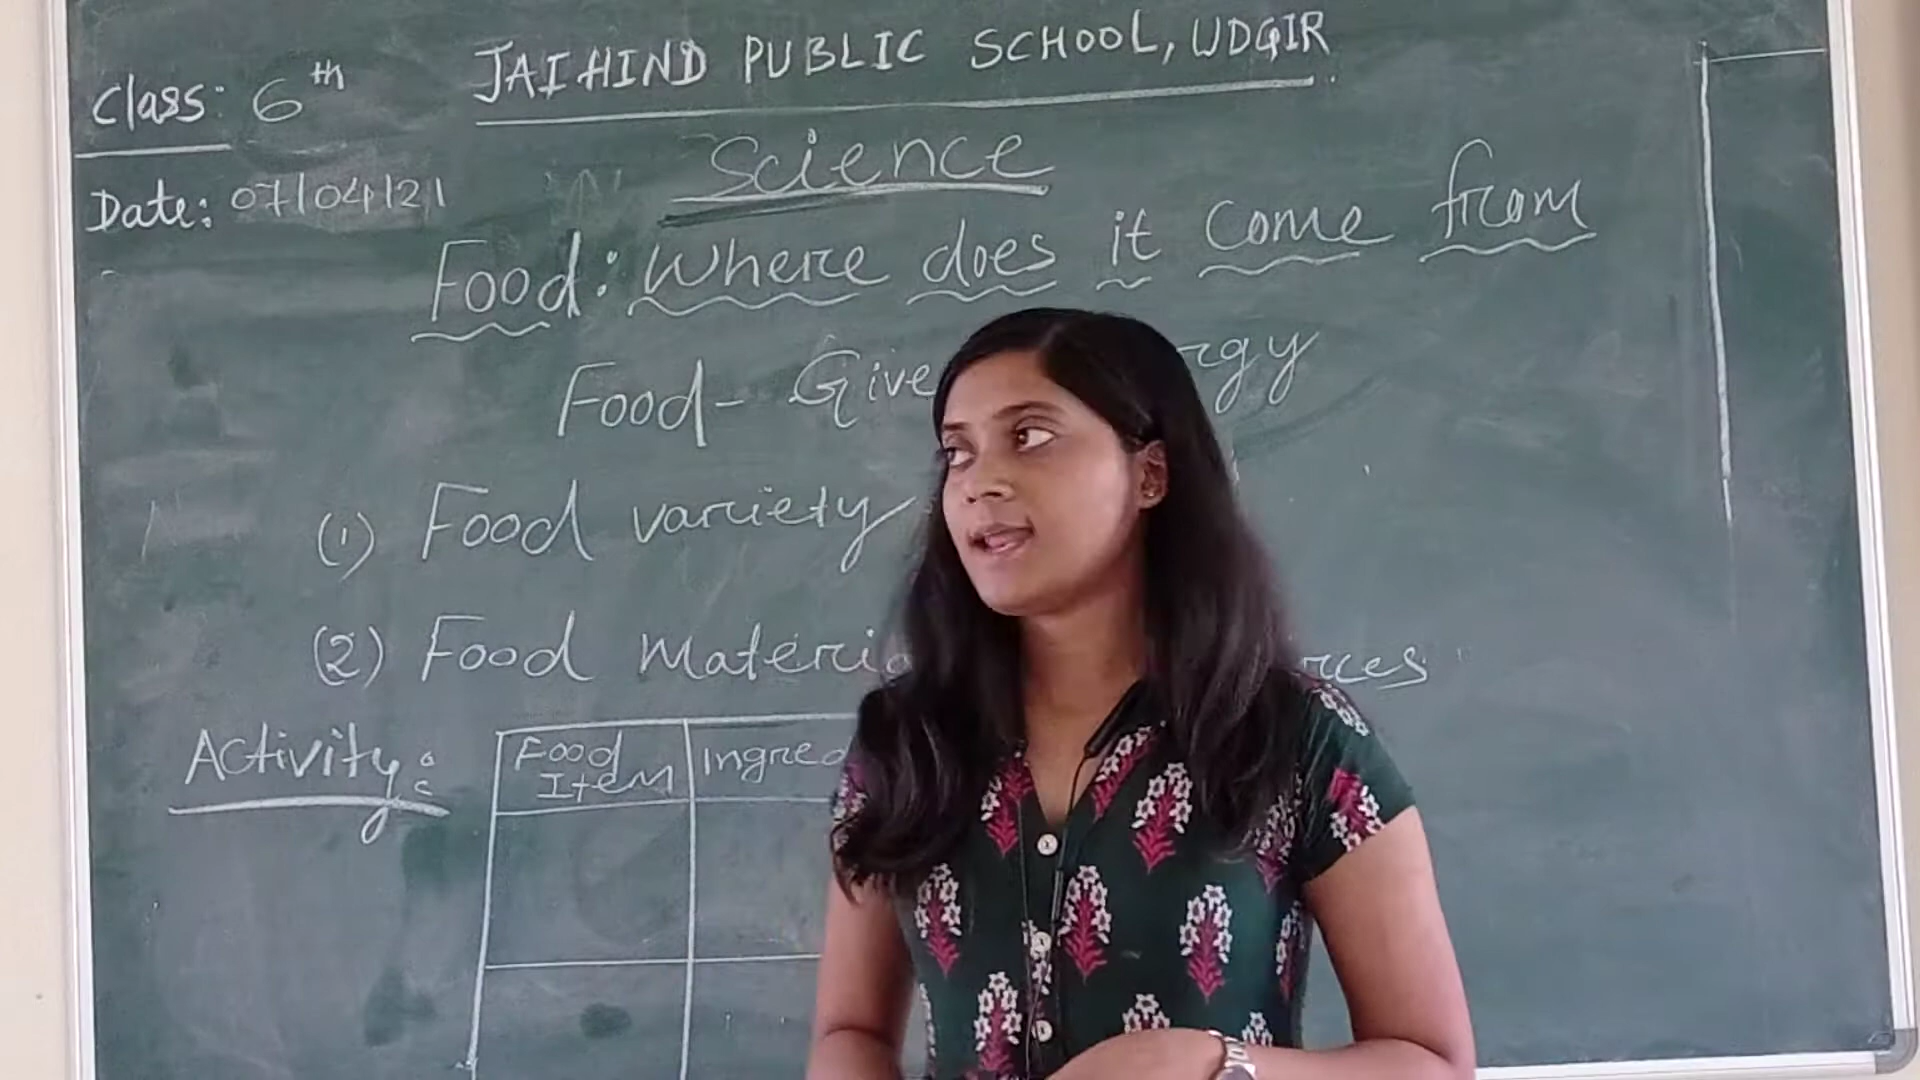 JAIHIND PUBLIC SCHOOL, UDGIR
Class: 6th
Science
Date: 07/04/21
Food: Where does it come from
Food - Give
(1) Food variety
(2) Food Materia
Activity:
Food Item